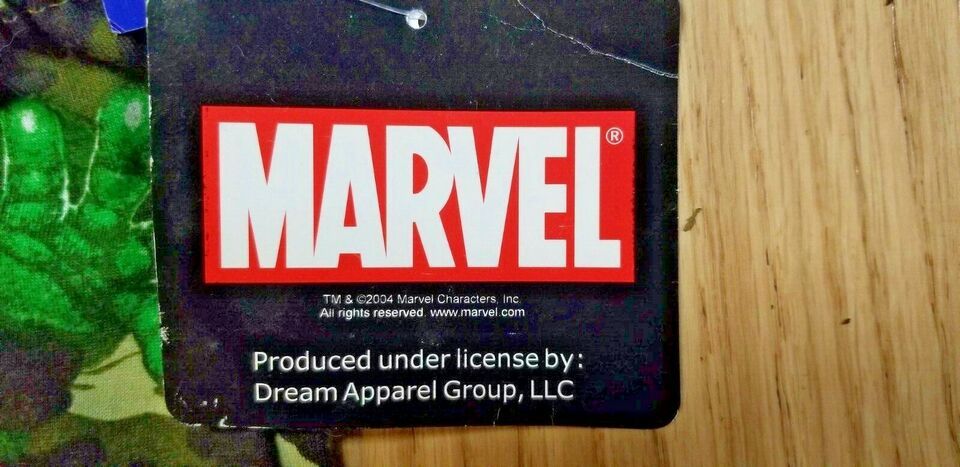 MARVEL®
TM & ©2004 Marvel Characters, Inc.
All rights reserved. www.marvel.com
Produced under license by:
Dream Apparel Group, LLC